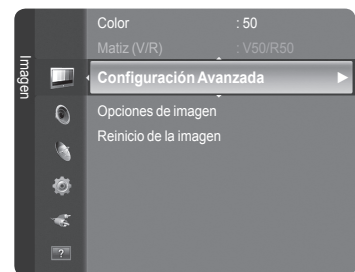 Imagen
Color : 50
Matiz (V/R) : V50/R50
Configuración Avanzada
Opciones de imagen
Reinicio de la imagen
?